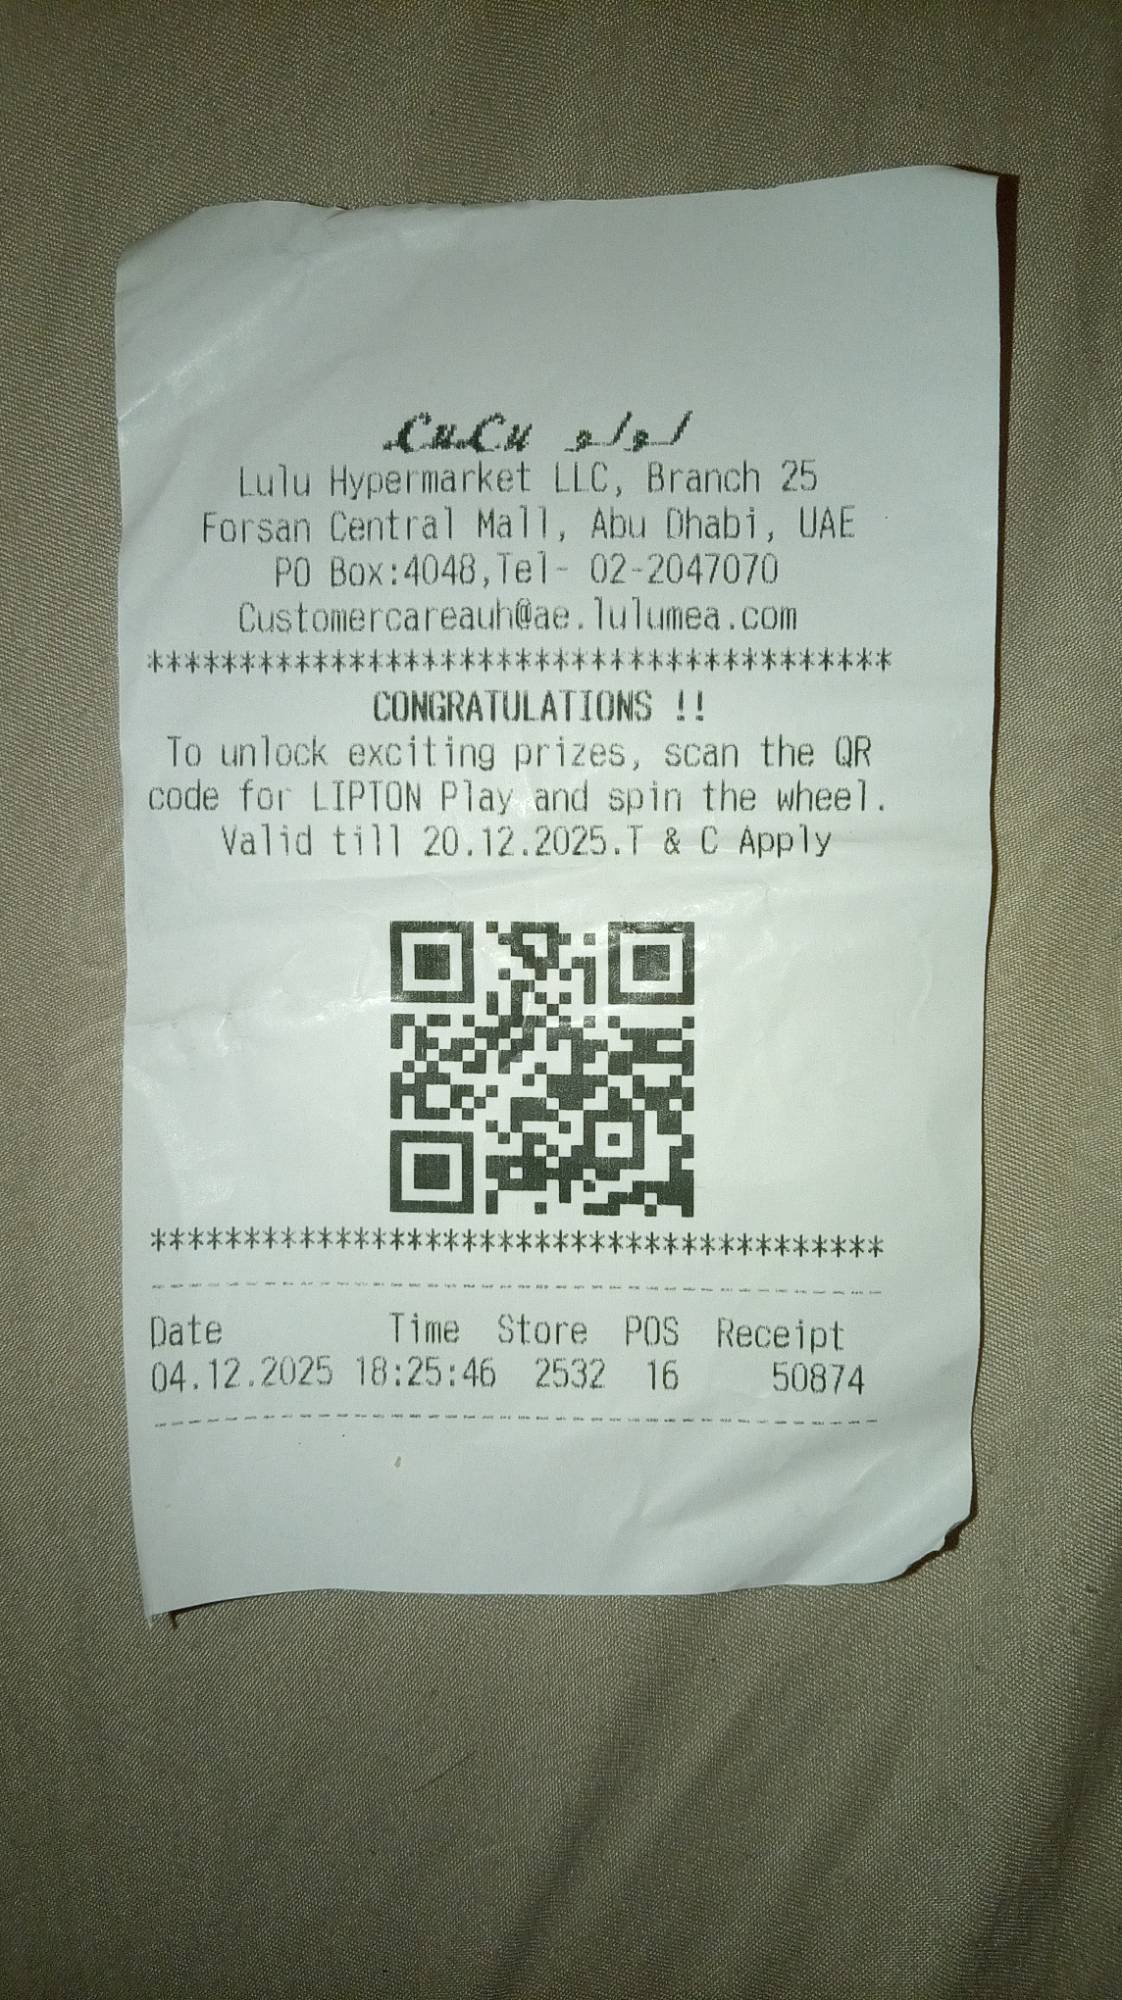 LuLu لولو
Lulu Hypermarket LLC, Branch 25
Forsan Central Mall, Abu Dhabi, UAE
PO Box:4048,Tel- 02-2047070
Customercareauh@ae.lulumea.com
*****************************************
CONGRATULATIONS !!
To unlock exciting prizes, scan the QR
code for LIPTON Play and spin the wheel.
Valid till 20.12.2025.T & C Apply
*****************************************
----------------------------------------
Date Time Store POS Receipt
04.12.2025 18:25:46 2532 16 50874
----------------------------------------